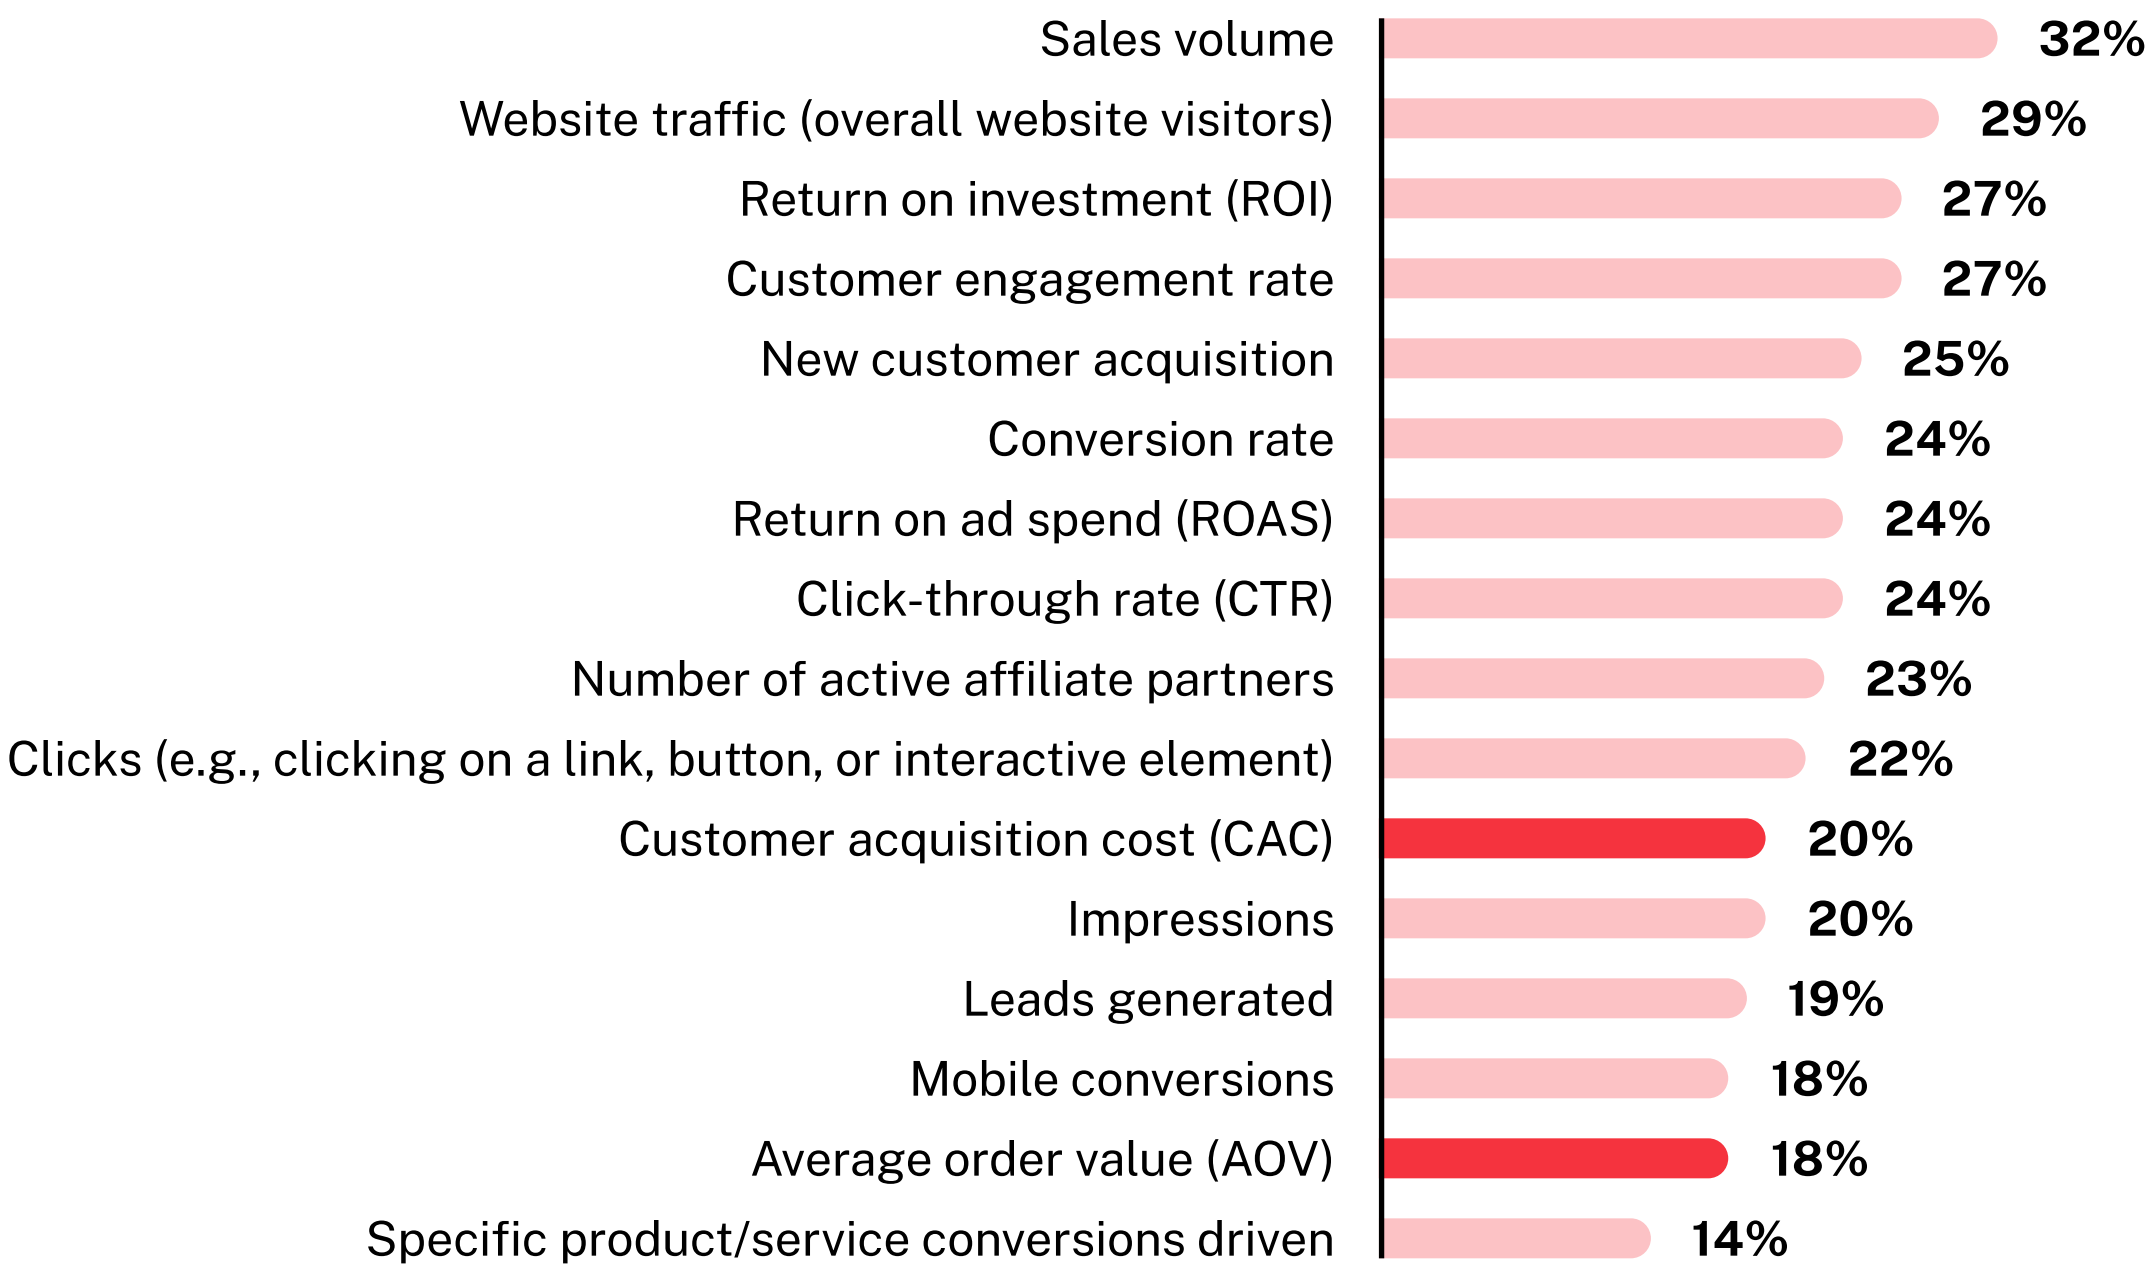 Sales volume 32%
Website traffic (overall website visitors) 29%
Return on investment (ROI) 27%
Customer engagement rate 27%
New customer acquisition 25%
Conversion rate 24%
Return on ad spend (ROAS) 24%
Click-through rate (CTR) 24%
Number of active affiliate partners 23%
Clicks (e.g., clicking on a link, button, or interactive element) 22%
Customer acquisition cost (CAC) 20%
Impressions 20%
Leads generated 19%
Mobile conversions 18%
Average order value (AOV) 18%
Specific product/service conversions driven 14%